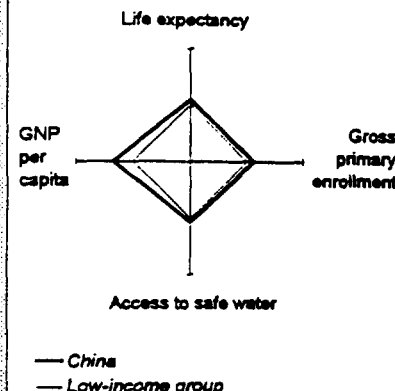 Life expectancy
GNP
per
capita
Gross
primary
enrollment
Access to safe water
China
Low-income group